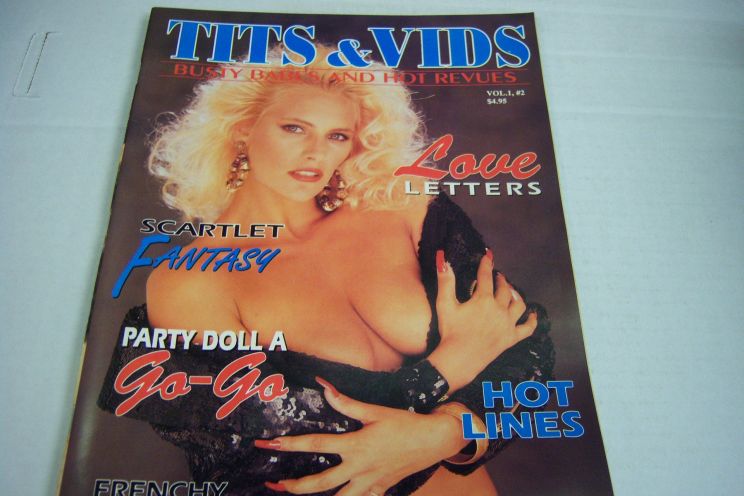 TITS & VIDS
BUSTY BABES AND HOT REVUES
VOL.1, #2
$4.95
Love
LETTERS
SCARTLET
FANTASY
PARTY DOLL A
Go-Go
HOT
LINES
FRENCHY